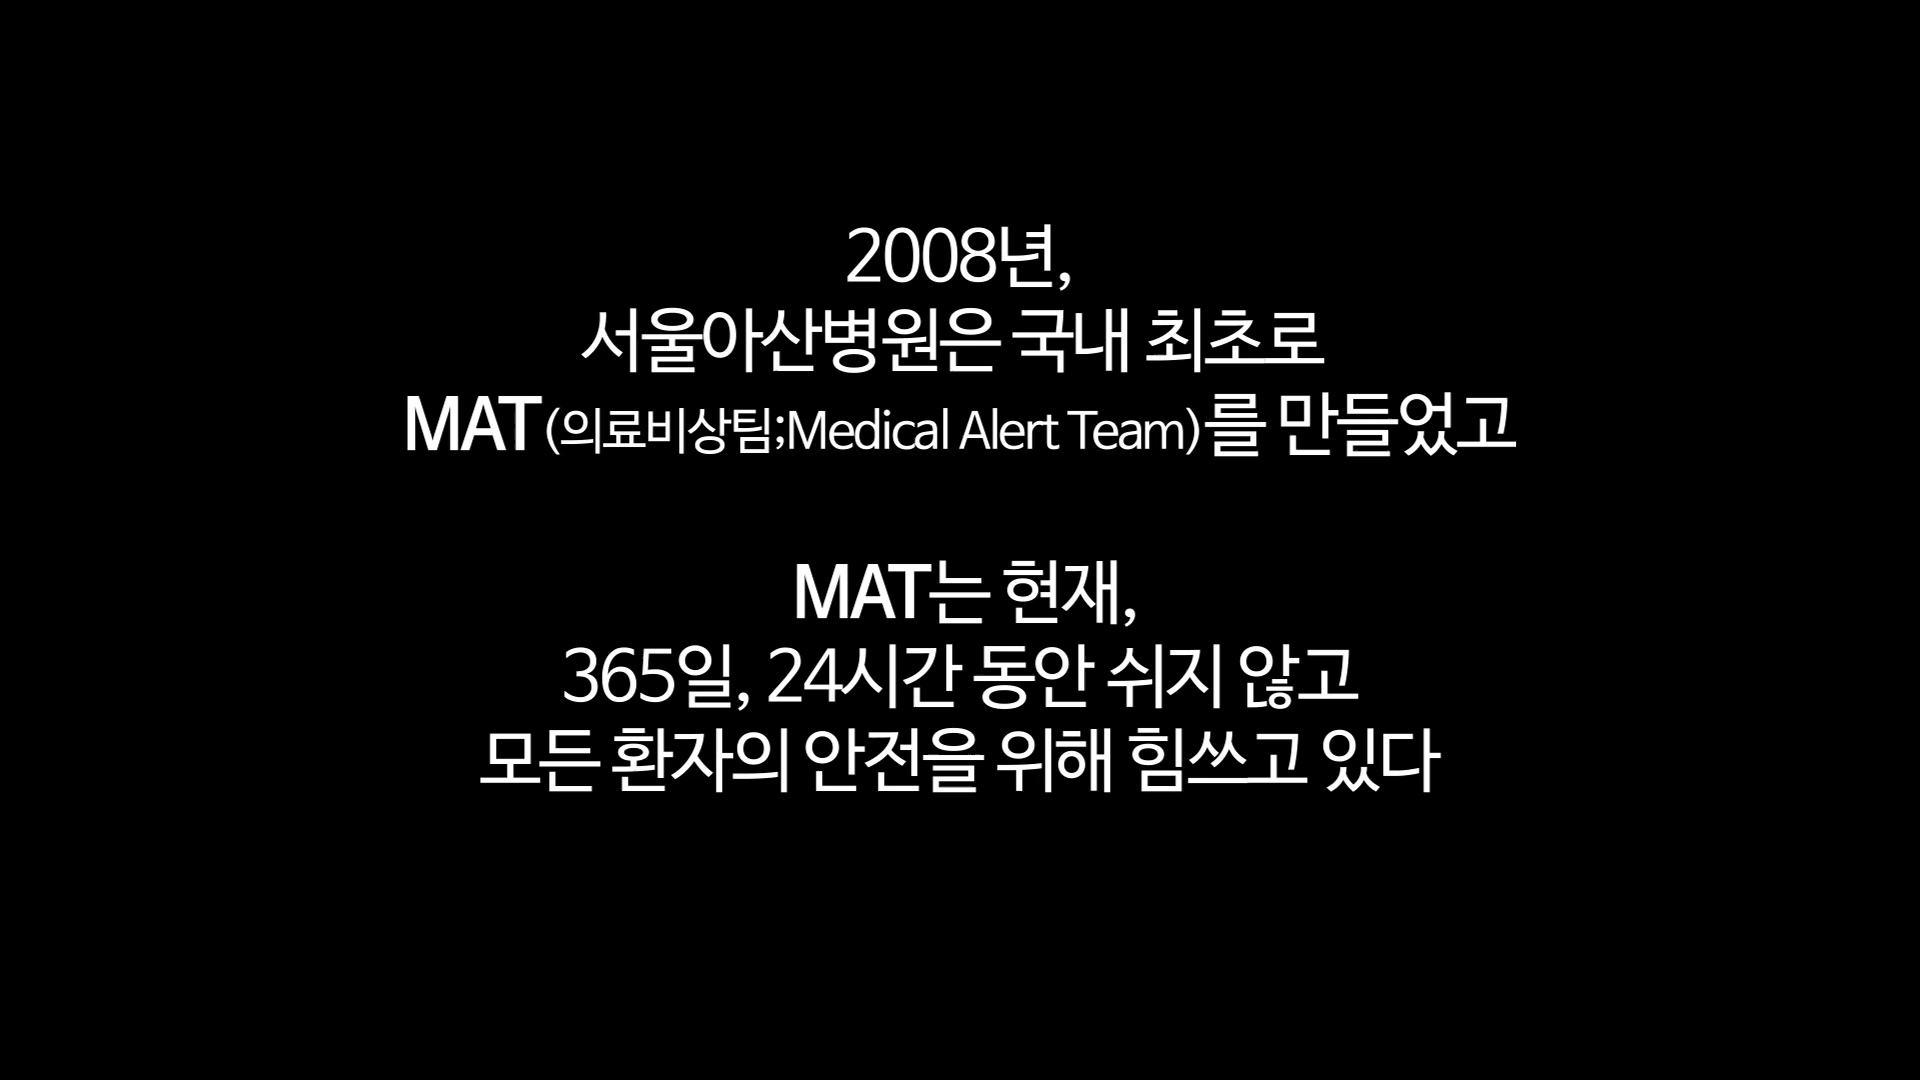 2008년,
서울아산병원은 국내 최초로
MAT(의료비상팀;Medical Alert Team)를 만들었고
MAT는 현재,
365일, 24시간 동안 쉬지 않고
모든 환자의 안전을 위해 힘쓰고 있다